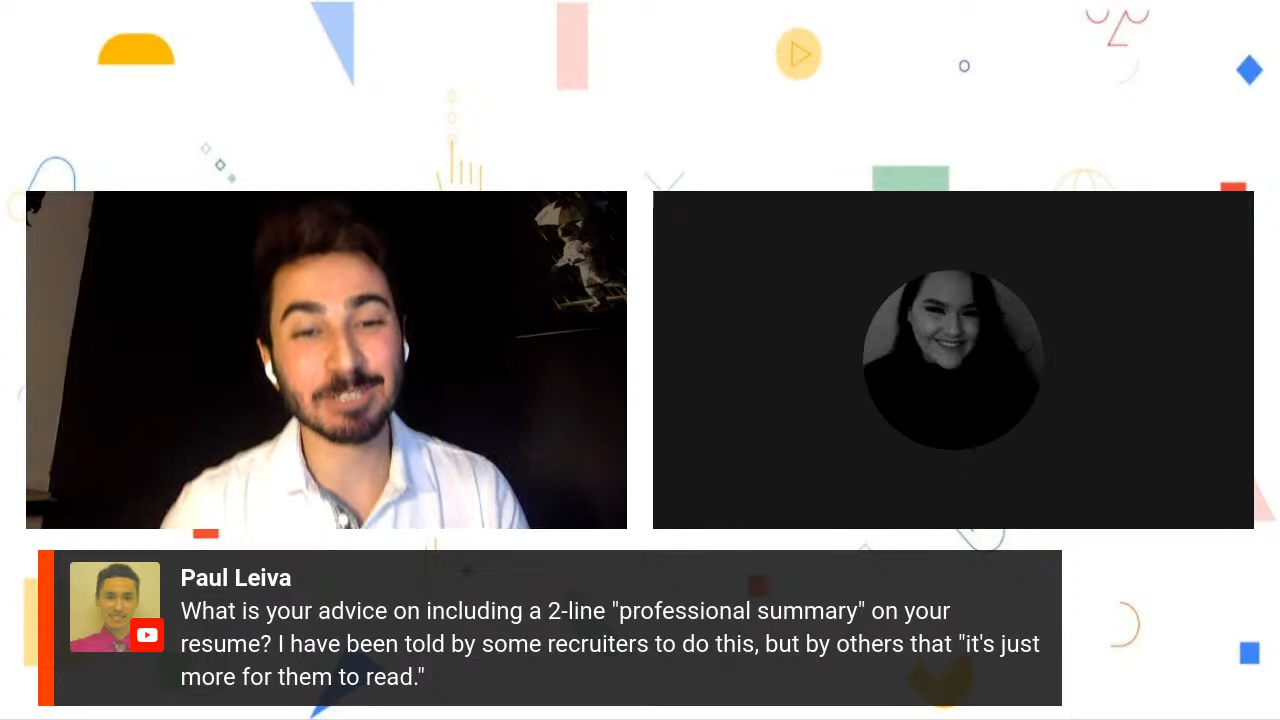 Paul Leiva
What is your advice on including a 2-line "professional summary" on your
resume? I have been told by some recruiters to do this, but by others that "it's just
more for them to read."